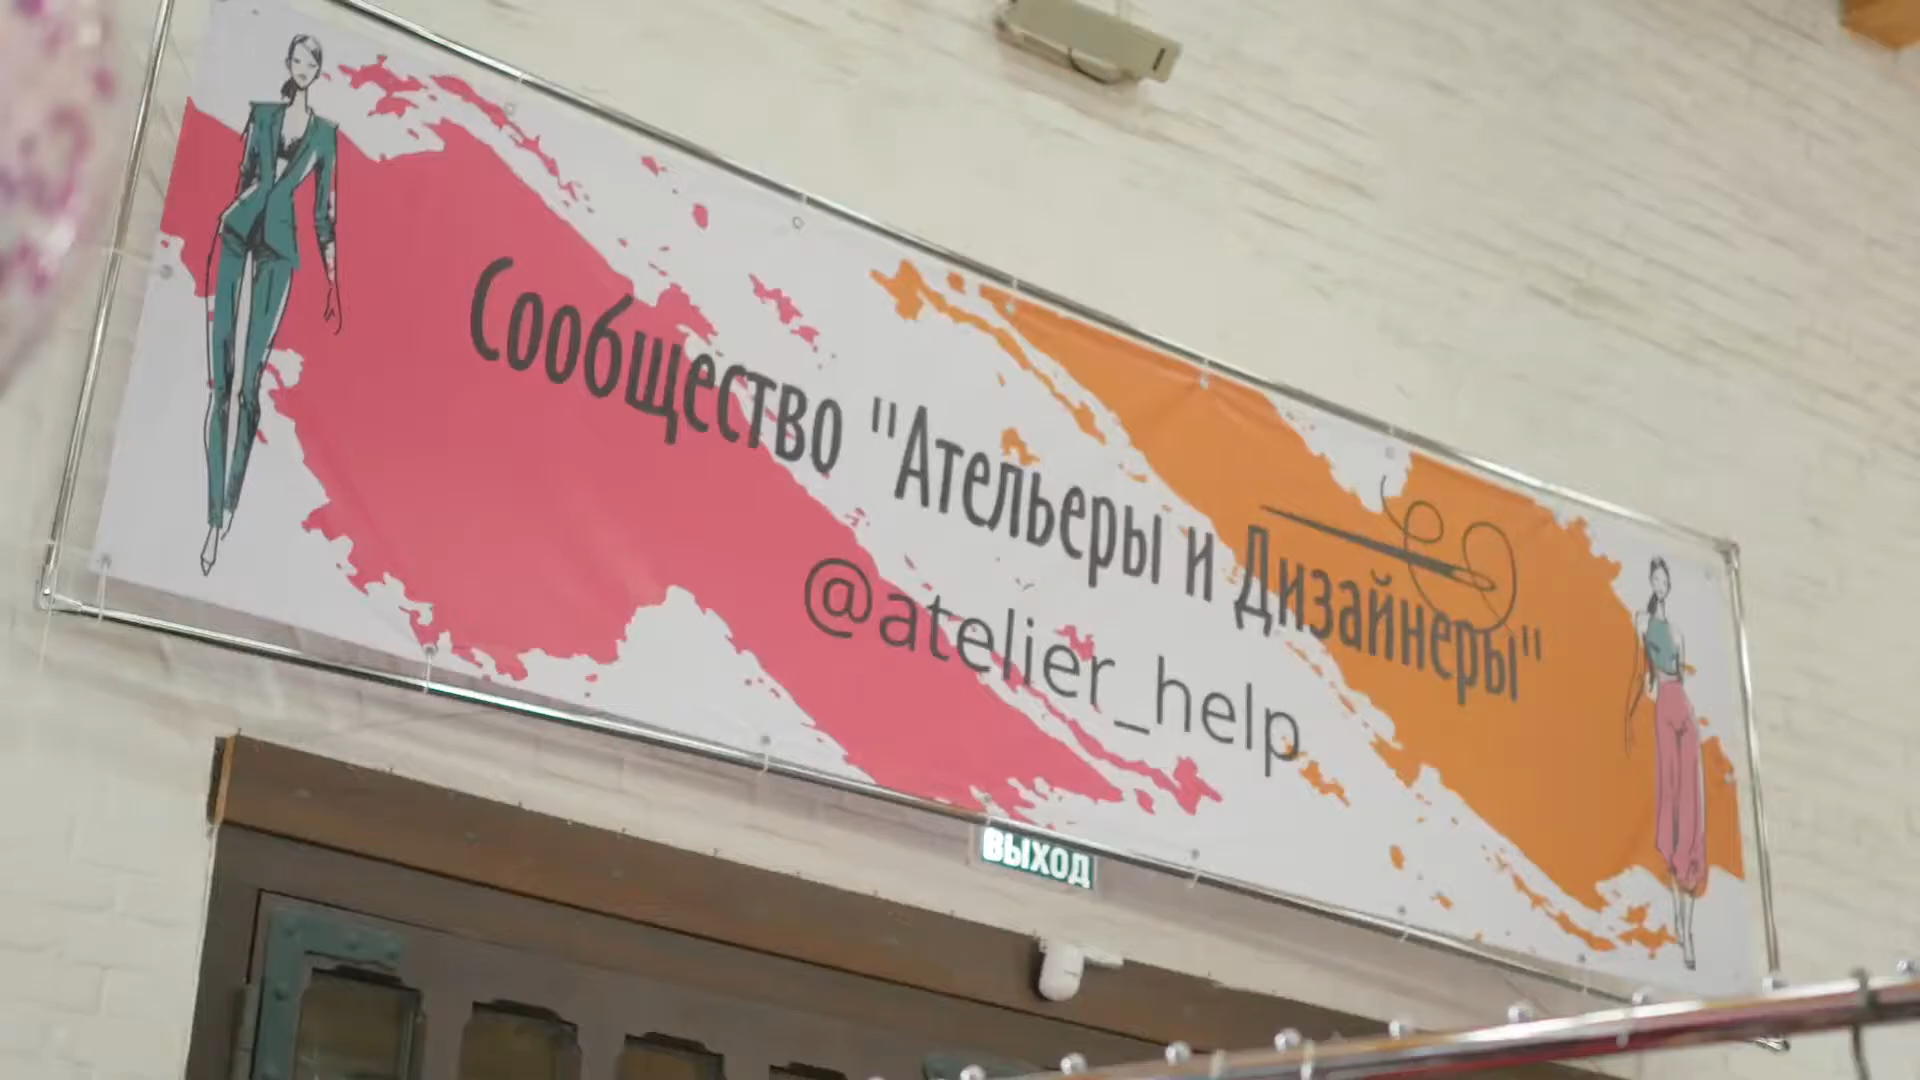 Сообщество "Ательеры и Дизайнеры"
@atelier_help
ВЫХОД